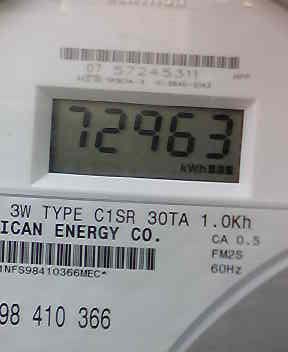 07 57245311
72963
kWh
3W TYPE C1SR 30TA 1.0Kh
ICAN ENERGY CO.
CA 0.5
FM2S
1NFS98410366MEC*
60Hz
98 410 366